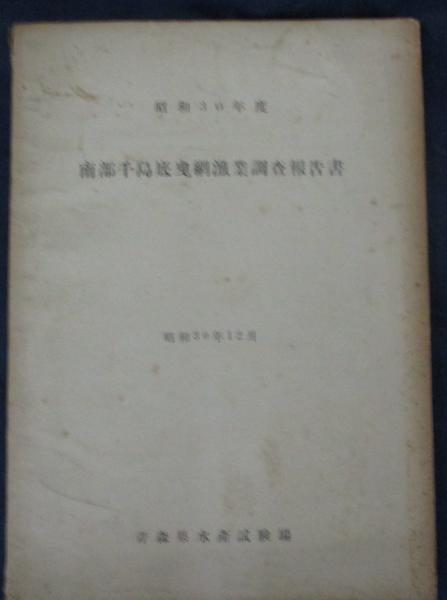 昭和30年度
南部千島底曳網漁業調査報告書
昭和30年12月
青森県水産試験場